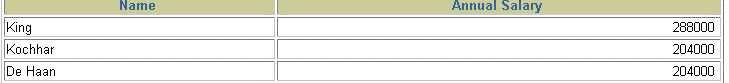 Name Annual Salary
King 288000
Kochhar 204000
De Haan 204000